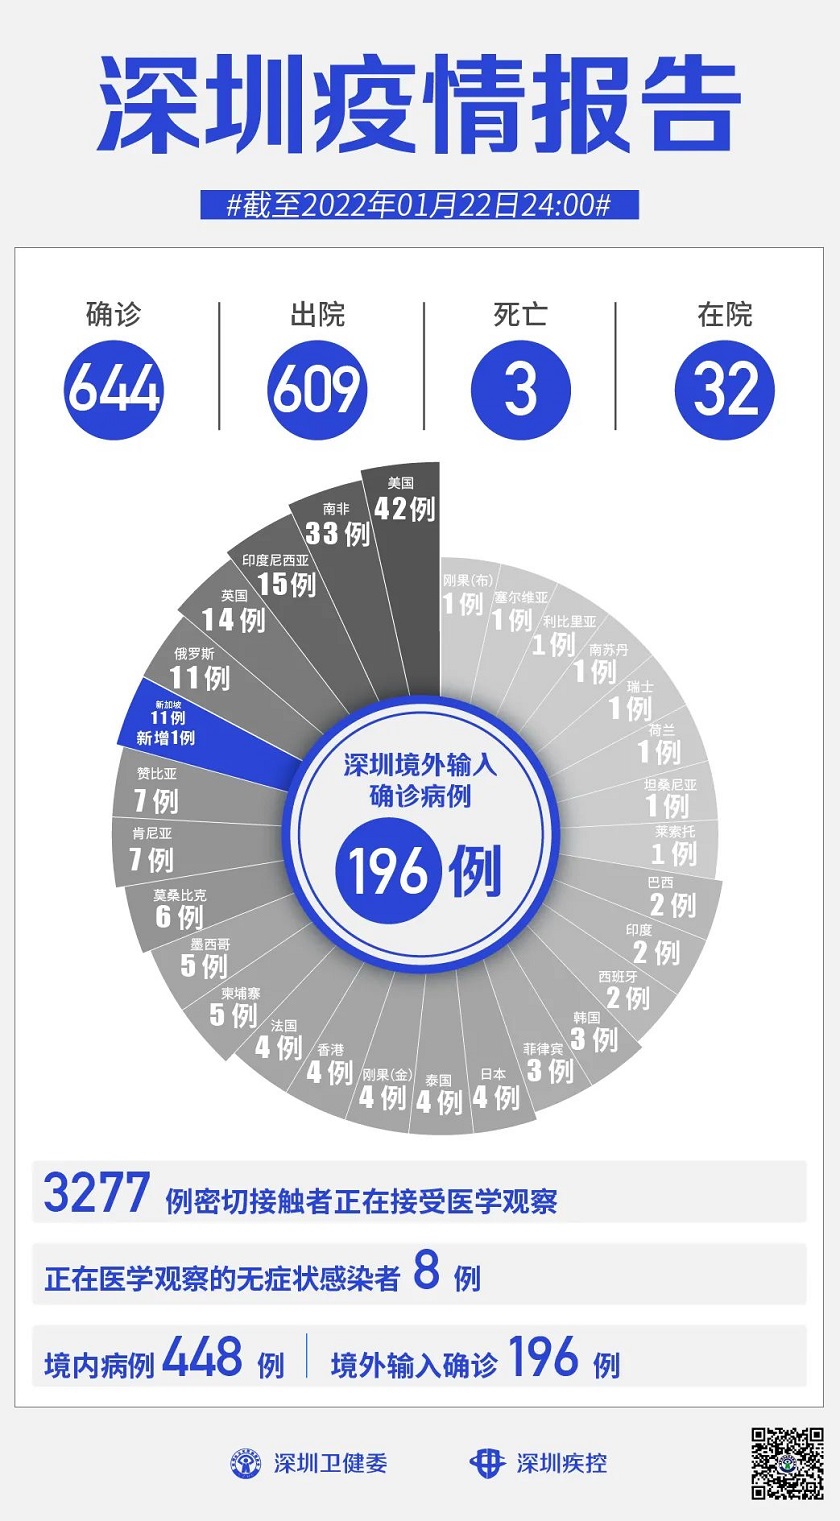 深圳疫情报告
#截至2022年01月22日24:00#
确诊
644
出院
609
死亡
3
在院
32
美国
42例
南非
33例
印度尼西亚
15例
英国
14例
俄罗斯
11例
新加坡
11例
新增1例
赞比亚
7例
肯尼亚
7例
莫桑比克
6例
墨西哥
5例
柬埔寨
5例
法国
4例
香港
4例
刚果(金)
4例
泰国
4例
日本
4例
菲律宾
3例
韩国
3例
西班牙
2例
印度
2例
巴西
2例
莱索托
1例
坦桑尼亚
1例
荷兰
1例
瑞士
1例
南苏丹
1例
利比里亚
1例
塞尔维亚
1例
刚果(布)
1例
深圳境外输入
确诊病例
196例
3277 例密切接触者正在接受医学观察
正在医学观察的无症状感染者 8 例
境内病例 448 例 境外输入确诊 196 例
深圳卫健委 深圳疾控